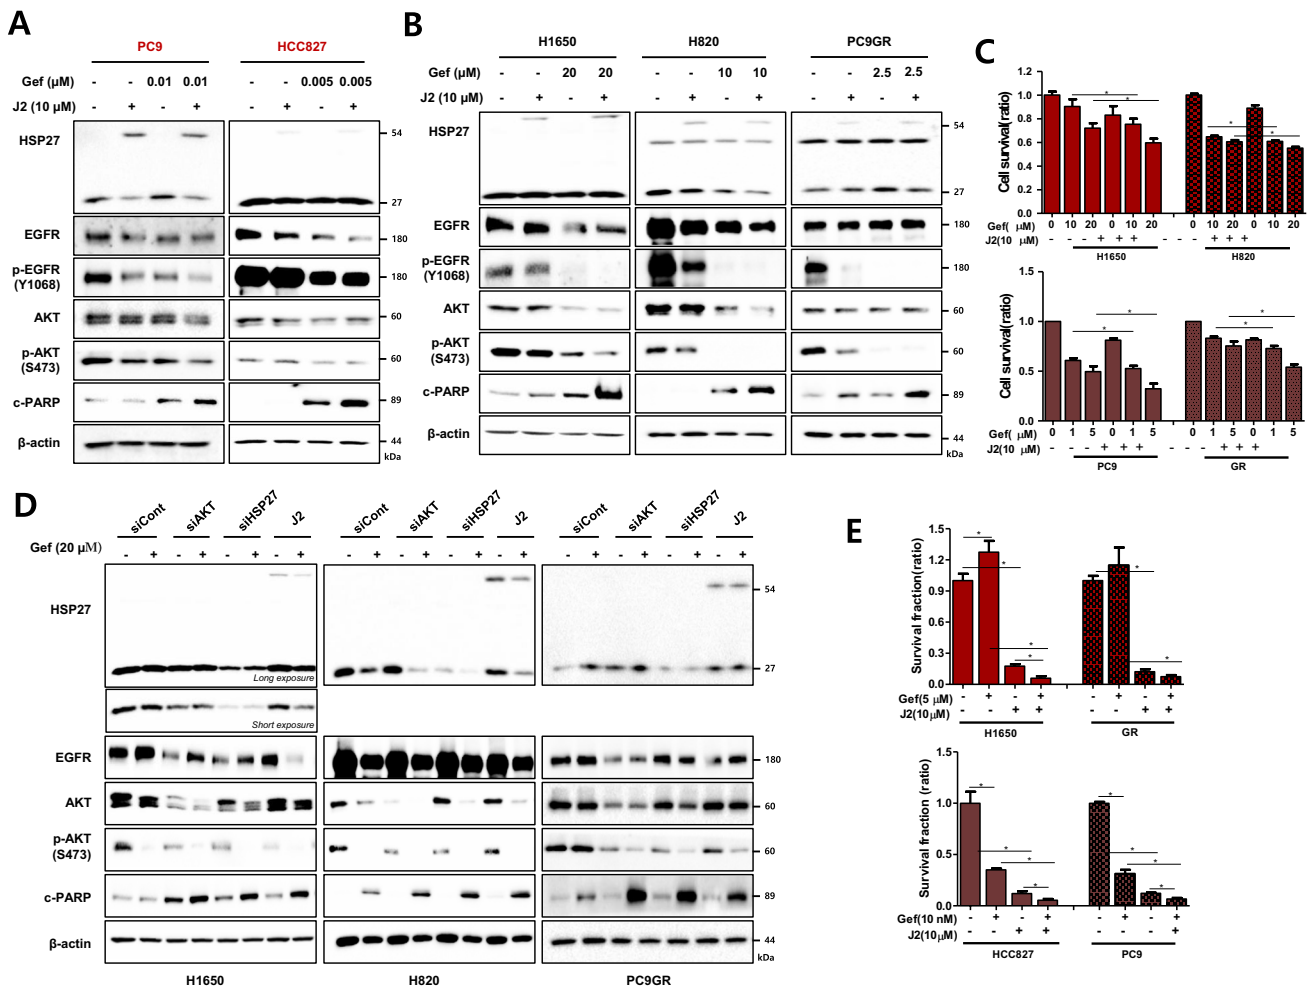 A
PC9 HCC827
Gef (μM) - - 0.01 0.01 - - 0.005 0.005
J2 (10 μM) - + - + - + - +
HSP27 54
27
EGFR 180
p-EGFR (Y1068) 180
AKT 60
p-AKT (S473) 60
c-PARP 89
β-actin 44
kDa
B
H1650 H820 PC9GR
Gef (μM) - - 20 20 - - 10 10 - - 2.5 2.5
J2 (10 μM) - + - + - + - + - + - +
HSP27 54
27
EGFR 180
p-EGFR (Y1068) 180
AKT 60
p-AKT (S473) 60
c-PARP 89
β-actin 44
kDa
C
Cell survival(ratio)
1.2
1.0
0.8
0.6
0.4
0.2
0.0
* * * *
0 10 20 0 10 20 0 10 20 0 10 20
Gef( μM)
J2(10 μM) - - - + + + - - - + + + - - -
H1650 H820
Cell survival(ratio)
1.5
1.0
0.5
0.0
* * * *
0 1 5 0 1 5 0 1 5 0 1 5
Gef( μM)
J2(10 μM) - - - + + + - - + + + - - -
PC9 GR
D
siCont siAKT siHSP27 J2 siCont siAKT siHSP27 J2 siCont siAKT siHSP27 J2
Gef (20 μM) - + - + - + - + - + - + - + - + - + - + - + - +
HSP27 54
27
Long exposure
Short exposure
EGFR 180
AKT 60
p-AKT (S473) 60
c-PARP 89
β-actin 44
kDa
H1650 H820 PC9GR
E
Survival fraction(ratio)
1.5
1.2
0.9
0.6
0.3
0.0
* * * * * *
Gef(5 μM) - + - + - + - +
J2(10μM) - - + + - - + +
H1650 GR
Survival fraction (ratio)
1.5
1.0
0.5
0.0
* * * * * * * *
Gef(10 nM) - + - + - + - +
J2(10μM) - - + + - - - +
HCC827 PC9